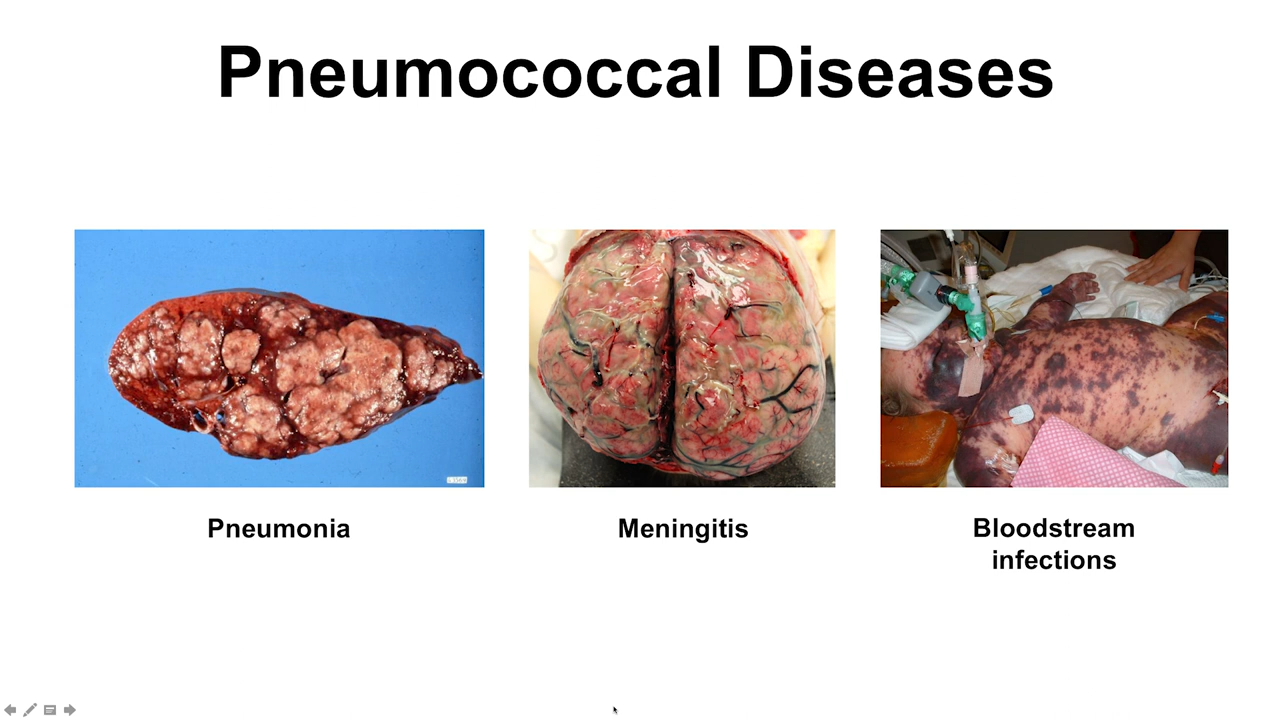 Pneumococcal Diseases
Pneumonia
Meningitis
Bloodstream
infections